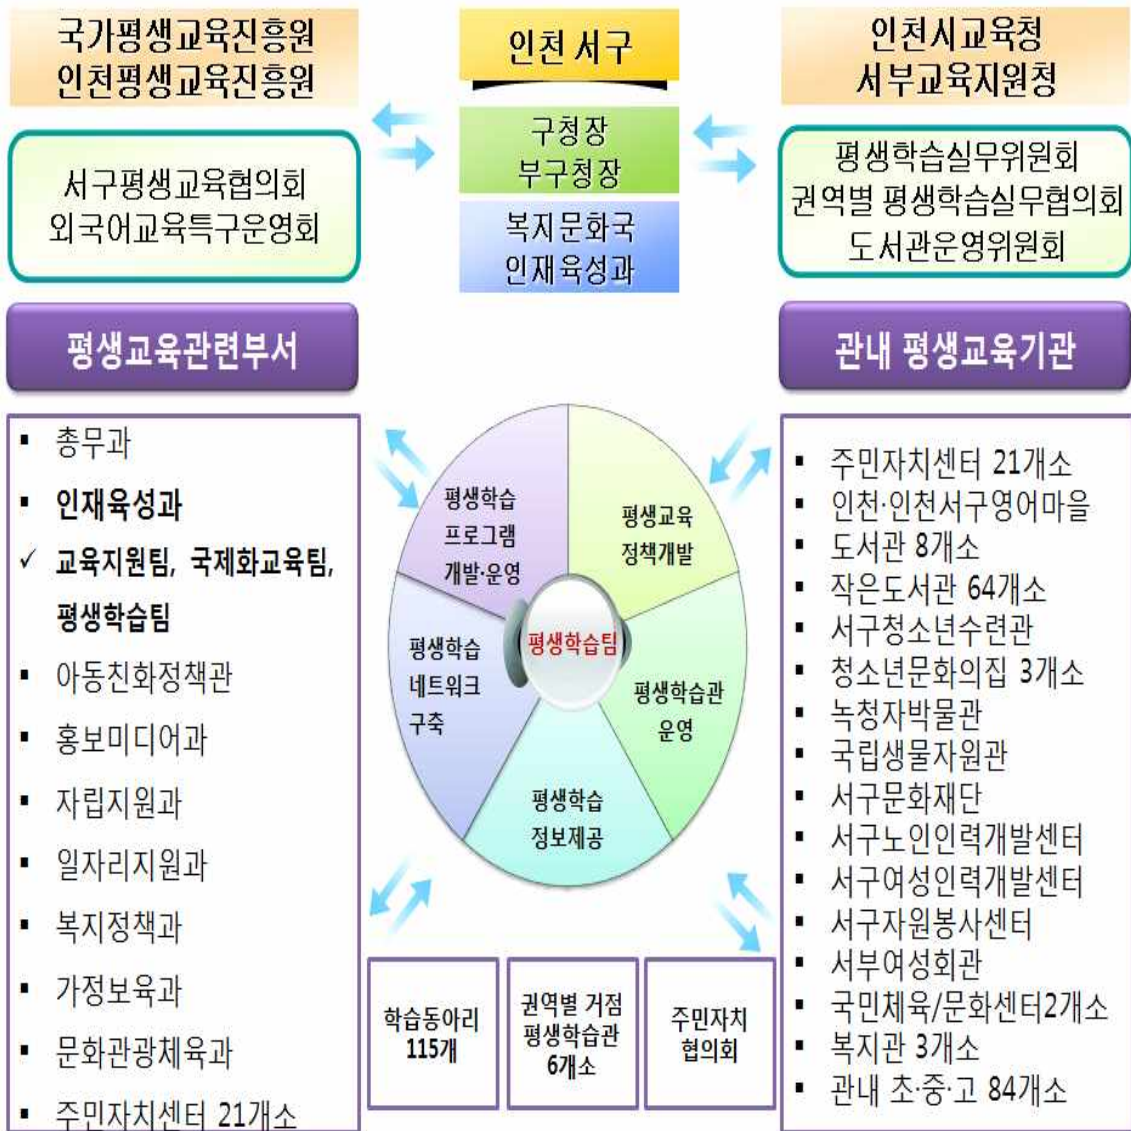 국가평생교육진흥원
인천평생교육진흥원
인천 서구
인천시교육청
서부교육지원청
구청장
부구청장
복지문화국
인재육성과
서구평생교육협의회
외국어교육특구운영회
평생학습실무위원회
권역별 평생학습실무협의회
도서관운영위원회
평생교육관련부서
관내 평생교육기관
▪ 총무과
▪ 인재육성과
✓ 교육지원팀, 국제화교육팀,
평생학습팀
▪ 아동친화정책관
▪ 홍보미디어과
▪ 자립지원과
▪ 일자리지원과
▪ 복지정책과
▪ 가정보육과
▪ 문화관광체육과
▪ 주민자치센터 21개소
평생학습
프로그램
개발·운영
평생교육
정책개발
평생학습팀
평생학습
네트워크
구축
평생학습관
운영
평생학습
정보제공
학습동아리
115개
권역별 거점
평생학습관
6개소
주민자치
협의회
▪ 주민자치센터 21개소
▪ 인천·인천서구영어마을
▪ 도서관 8개소
▪ 작은도서관 64개소
▪ 서구청소년수련관
▪ 청소년문화의집 3개소
▪ 녹청자박물관
▪ 국립생물자원관
▪ 서구문화재단
▪ 서구노인인력개발센터
▪ 서구여성인력개발센터
▪ 서구자원봉사센터
▪ 서부여성회관
▪ 국민체육/문화센터2개소
▪ 복지관 3개소
▪ 관내 초·중·고 84개소